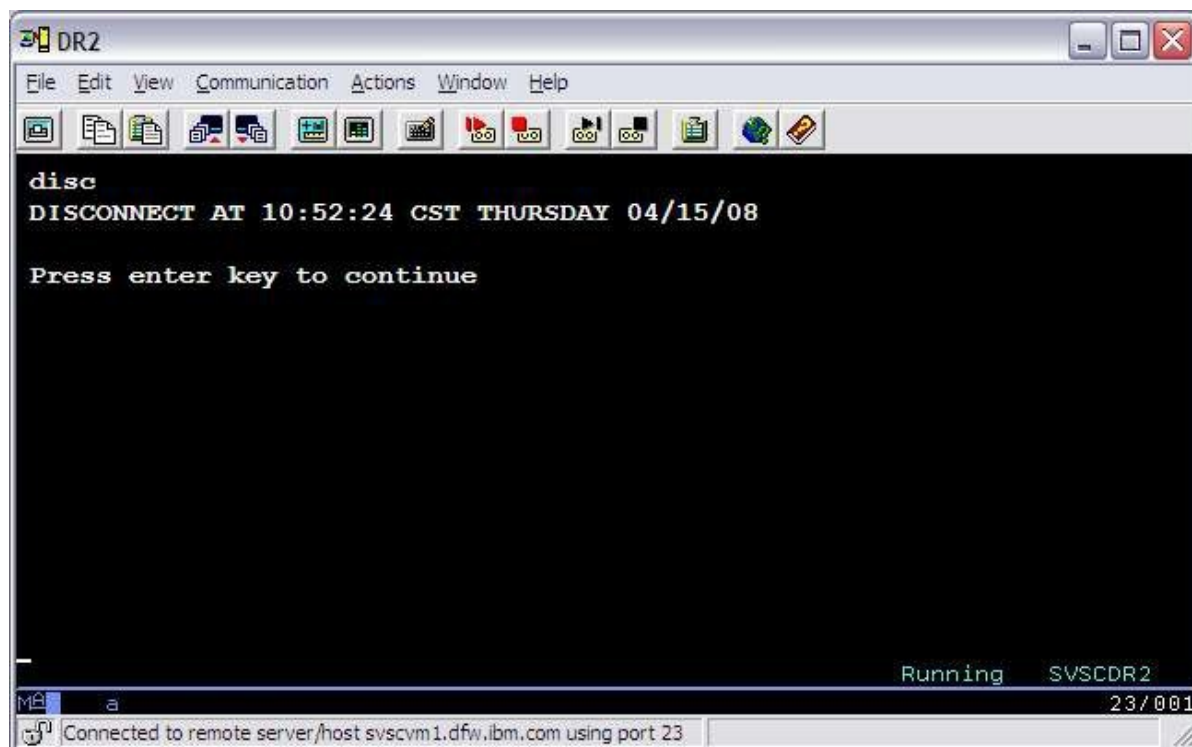 DR2
File Edit View Communication Actions Window Help
disc
DISCONNECT AT 10:52:24 CST THURSDAY 04/15/08
Press enter key to continue
Running SVSCDR2
MA a 23/001
Connected to remote server/host svscvm1.dfw.ibm.com using port 23